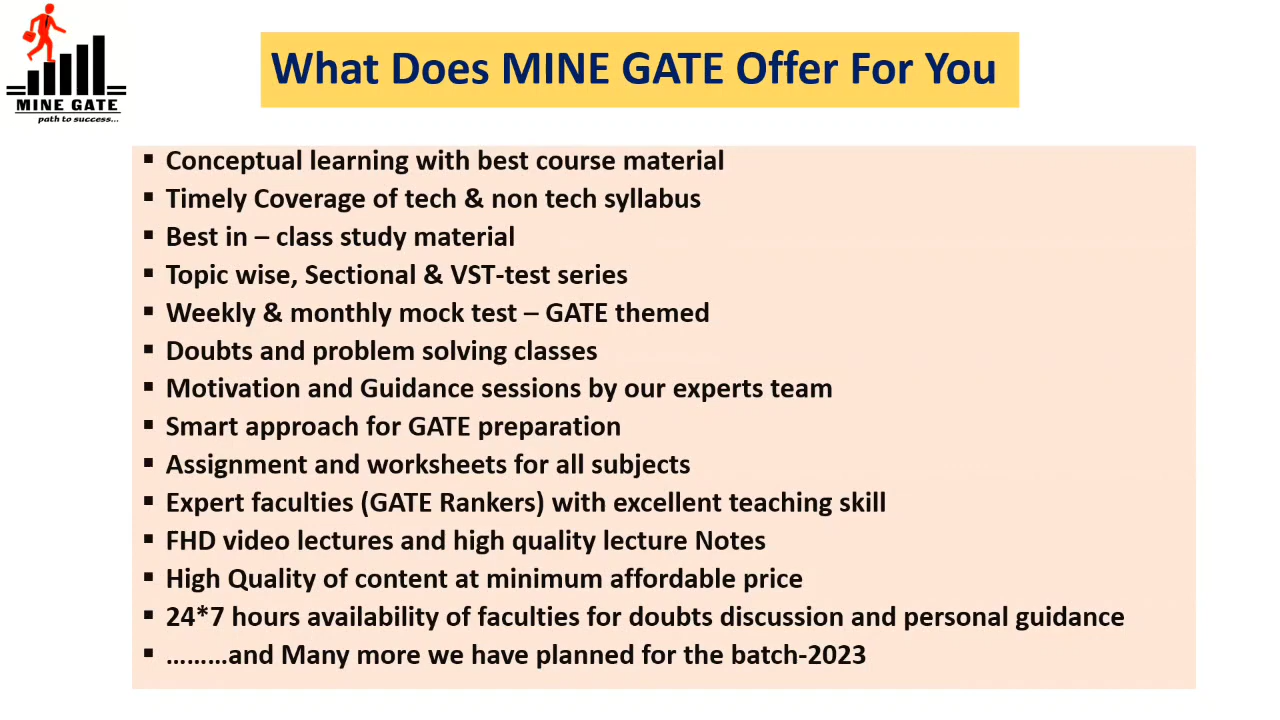 MINE GATE
path to success...
What Does MINE GATE Offer For You
▪ Conceptual learning with best course material
▪ Timely Coverage of tech & non tech syllabus
▪ Best in – class study material
▪ Topic wise, Sectional & VST-test series
▪ Weekly & monthly mock test – GATE themed
▪ Doubts and problem solving classes
▪ Motivation and Guidance sessions by our experts team
▪ Smart approach for GATE preparation
▪ Assignment and worksheets for all subjects
▪ Expert faculties (GATE Rankers) with excellent teaching skill
▪ FHD video lectures and high quality lecture Notes
▪ High Quality of content at minimum affordable price
▪ 24*7 hours availability of faculties for doubts discussion and personal guidance
▪ ………and Many more we have planned for the batch-2023